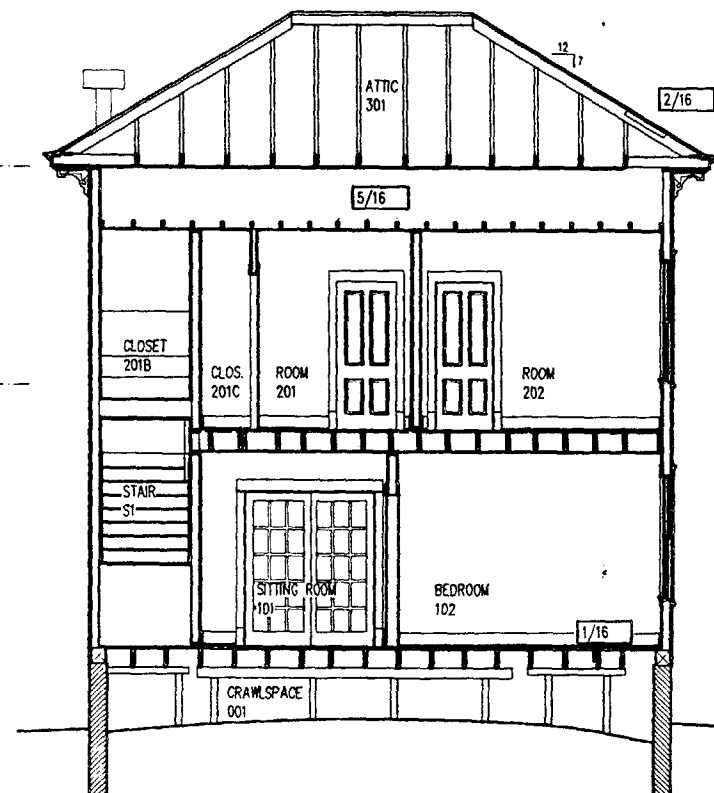 12
7
ATTIC
301
2/16
5/16
CLOSET
201B
CLOS.
201C
ROOM
201
ROOM
202
STAIR
S1
SITTING ROOM
101
BEDROOM
102
1/16
CRAWLSPACE
001